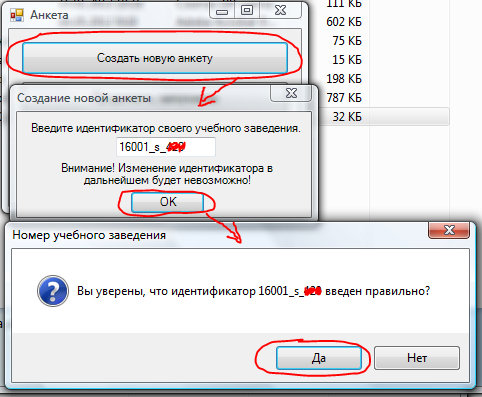 Анкета
111 КБ
602 КБ
75 КБ
15 КБ
198 КБ
787 КБ
32 КБ
Создать новую анкету
Создание новой анкеты
Введите идентификатор своего учебного заведения.
16001_s_
Внимание! Изменение идентификатора в
дальнейшем будет невозможно!
OK
Номер учебного заведения
Вы уверены, что идентификатор 16001_s_ введен правильно?
Да
Нет